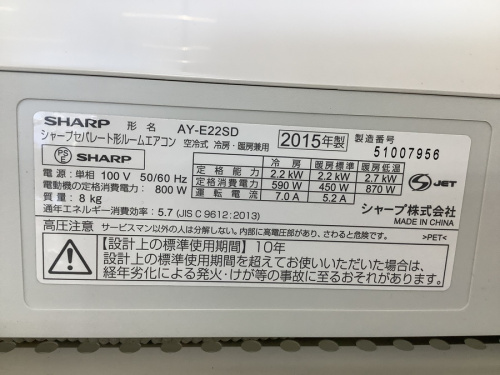 SHARP 形 名 AY-E22SD 2015年製 製造番号
シャープセパレート形ルームエアコン 空冷式 冷房・暖房兼用 51007956
PSE SHARP
冷 房 暖房標準 暖房低温
定 格 能 力 2.2 kW 2.2 kW 2.7 kW
電 源：単相 100 V 50/60 Hz 定格消費電力 590 W 450 W 870 W
電動機の定格消費電力： 800 W 運 転 電 流 7.0 A 5.2 A
JET
質 量：8 kg
通年エネルギー消費効率：5.7 (JIS C 9612：2013)
シャープ株式会社
MADE IN CHINA
高圧注意 サービスマン以外の人は分解しない。内部に高電圧部があり、さわると危険です。 >PET<
【設計上の標準使用期間】10年
設計上の標準使用期間を超えてお使いいただいた場合は、
経年劣化による発火・けが等の事故に至るおそれがあります。